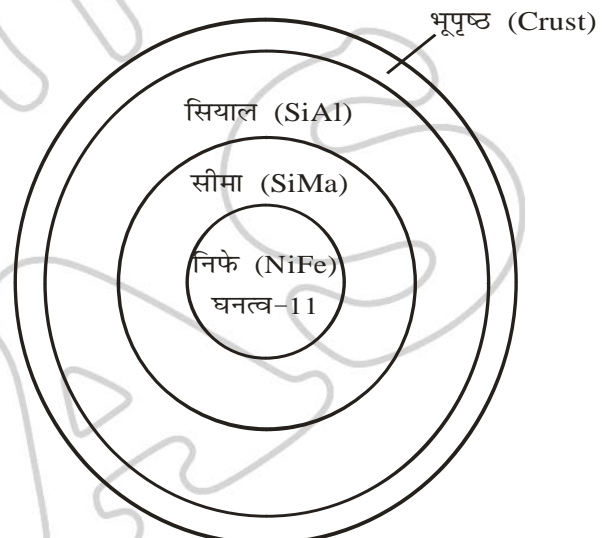 भूपृष्ठ (Crust)
सियाल (SiAl)
सीमा (SiMa)
निफे (NiFe)
घनत्व-11